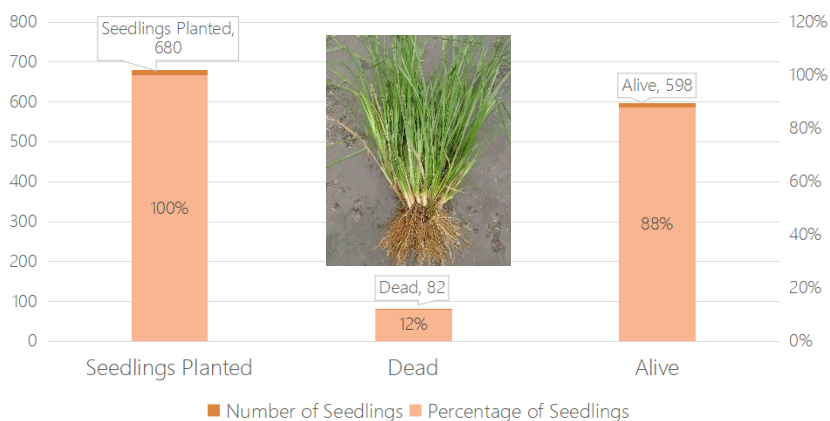 800
700
600
500
400
300
200
100
0
120%
100%
80%
60%
40%
20%
0%
Seedlings Planted,
680
100%
Dead, 82
12%
Alive, 598
88%
Seedlings Planted
Dead
Alive
Number of Seedlings
Percentage of Seedlings